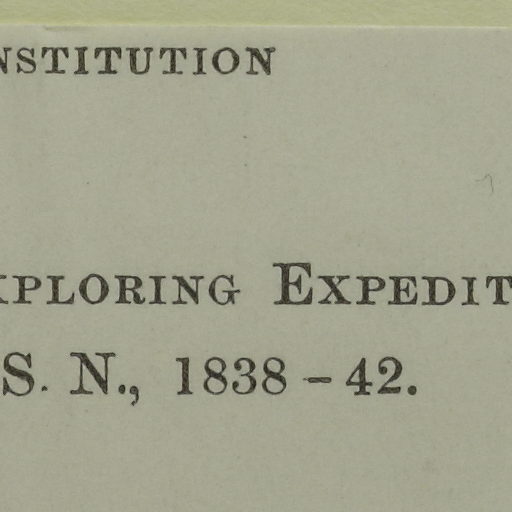 NSTITUTION
XPLORING EXPEDIT
S. N., 1838 – 42.